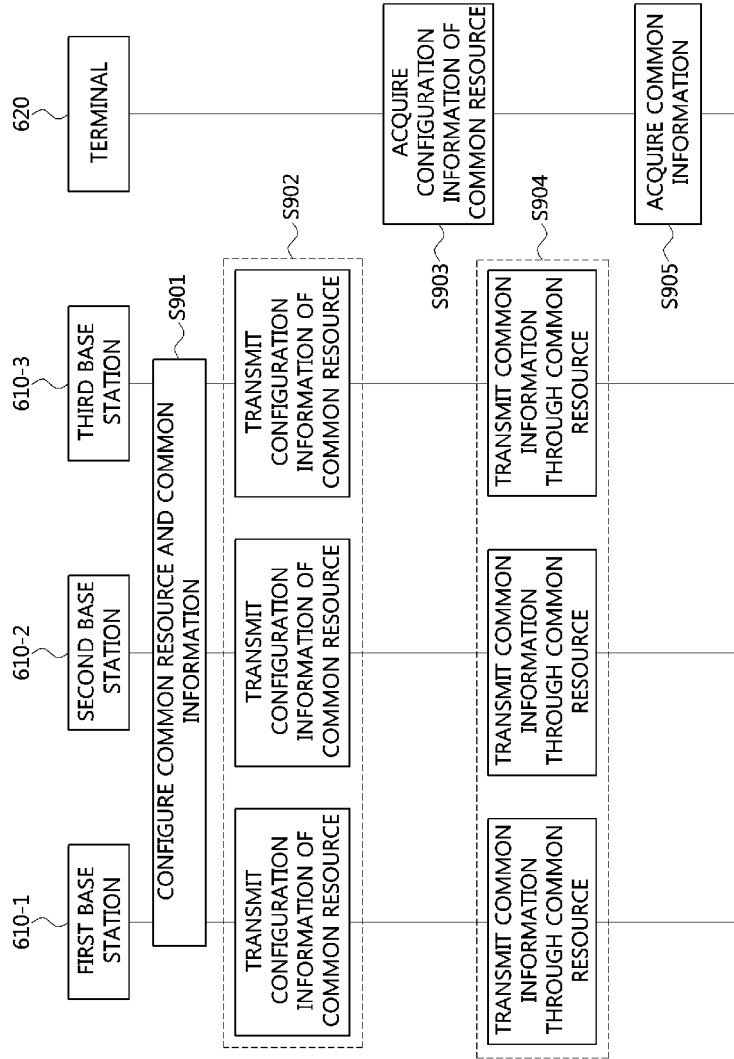 610-1
610-2
610-3
620
FIRST BASE
STATION
SECOND BASE
STATION
THIRD BASE
STATION
TERMINAL
CONFIGURE COMMON RESOURCE AND COMMON
INFORMATION
S901
S902
TRANSMIT
CONFIGURATION
INFORMATION OF
COMMON RESOURCE
TRANSMIT
CONFIGURATION
INFORMATION OF
COMMON RESOURCE
TRANSMIT
CONFIGURATION
INFORMATION OF
COMMON RESOURCE
ACQUIRE
CONFIGURATION
INFORMATION OF
COMMON RESOURCE
S903
S904
TRANSMIT COMMON
INFORMATION
THROUGH COMMON
RESOURCE
TRANSMIT COMMON
INFORMATION
THROUGH COMMON
RESOURCE
TRANSMIT COMMON
INFORMATION
THROUGH COMMON
RESOURCE
ACQUIRE COMMON
INFORMATION
S905